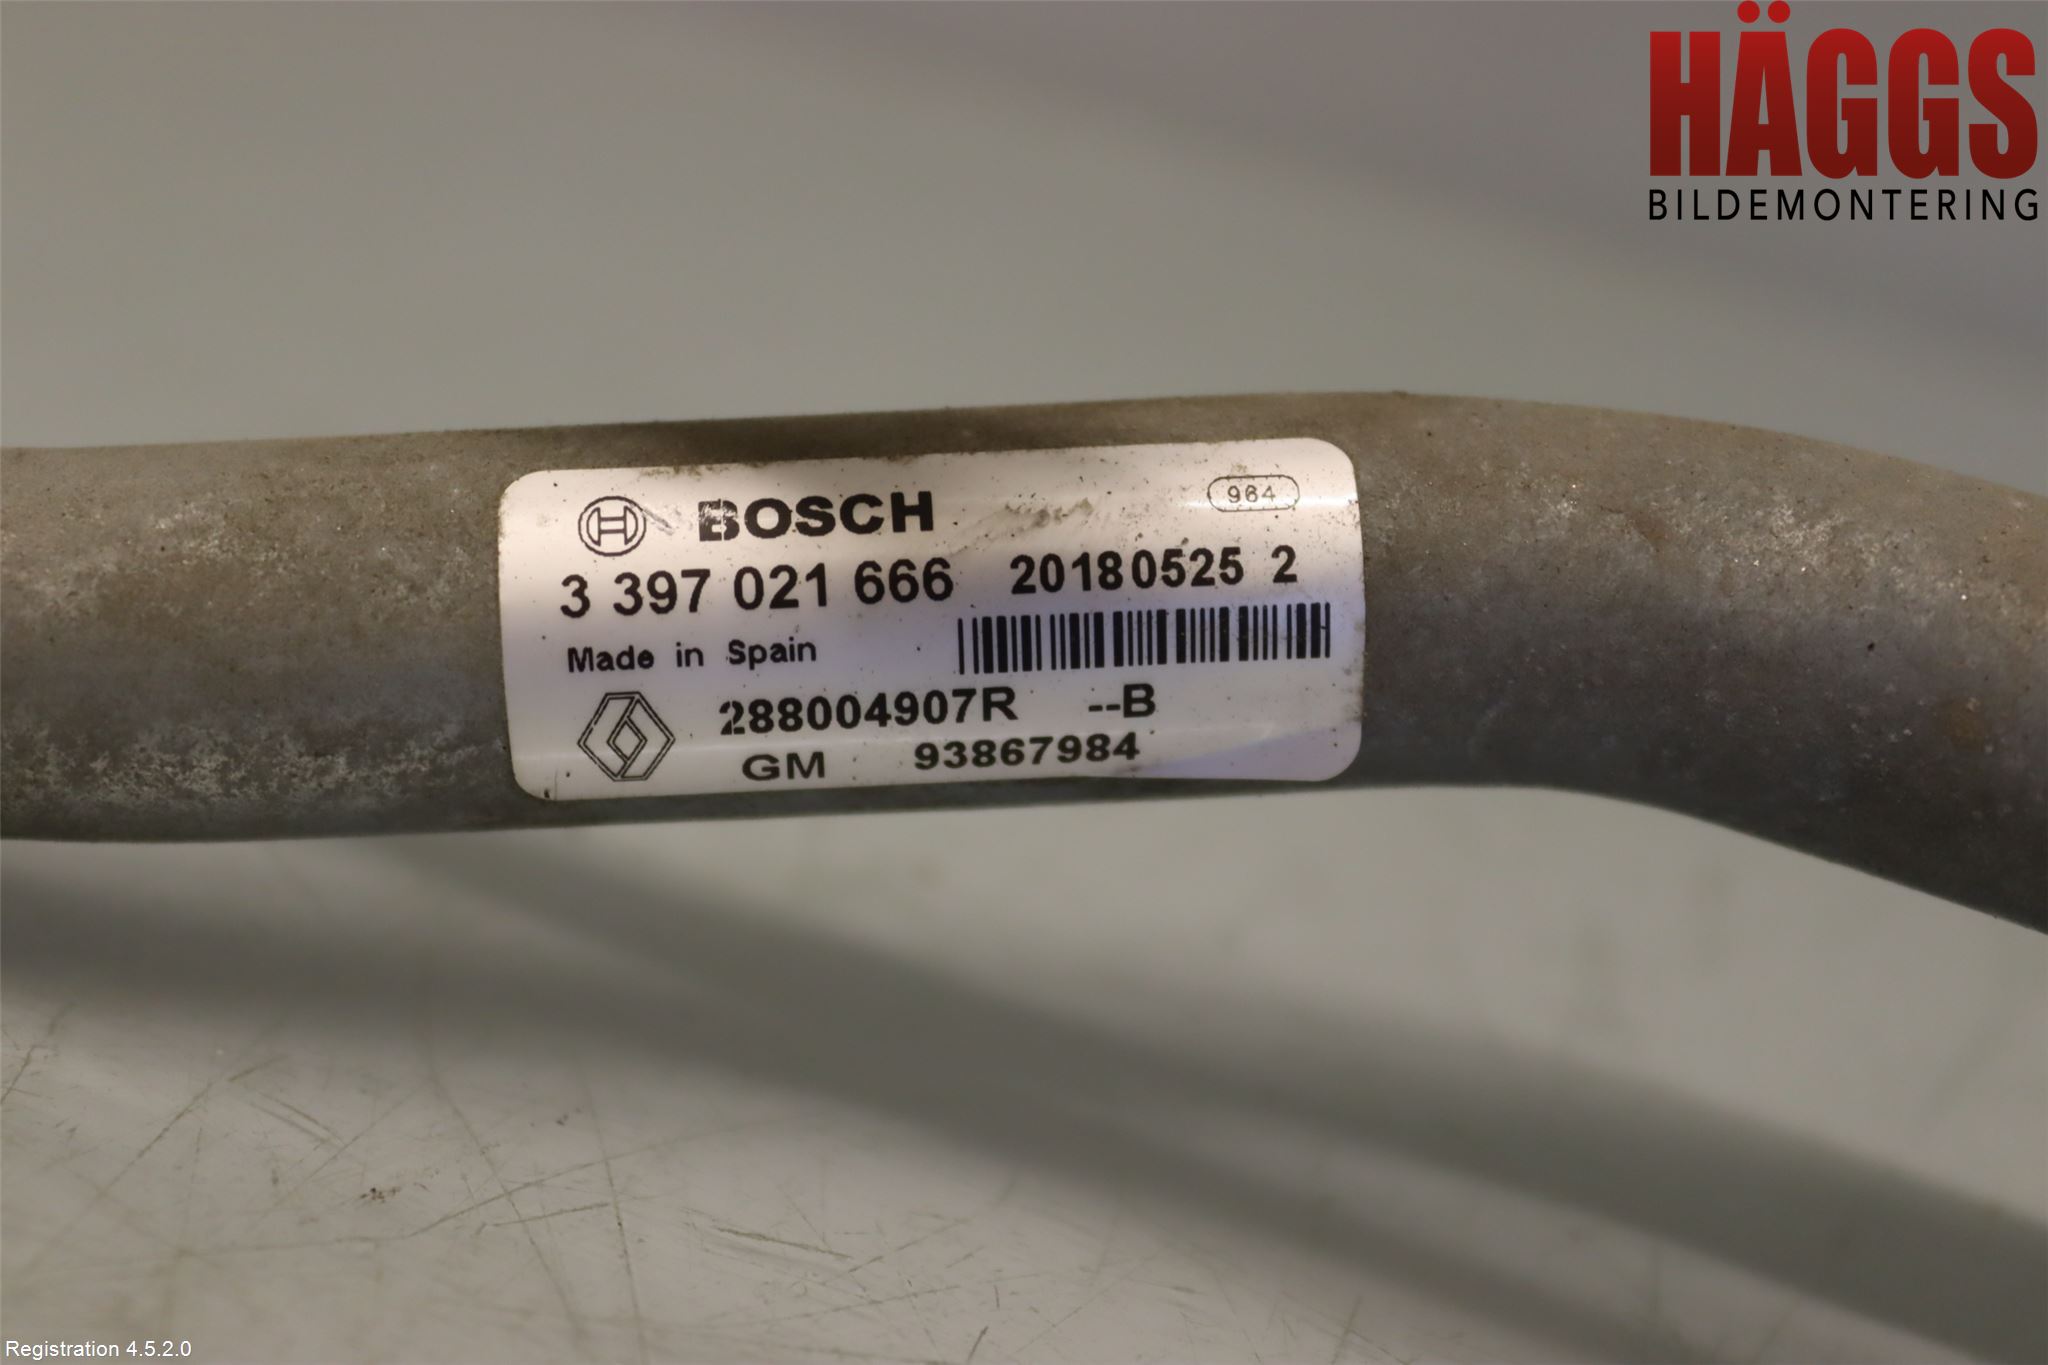 HÄGGS
BILDEMONTERING
BOSCH 964
3 397 021 666 20180525 2
Made in Spain
288004907R --B
GM 93867984
Registration 4.5.2.0